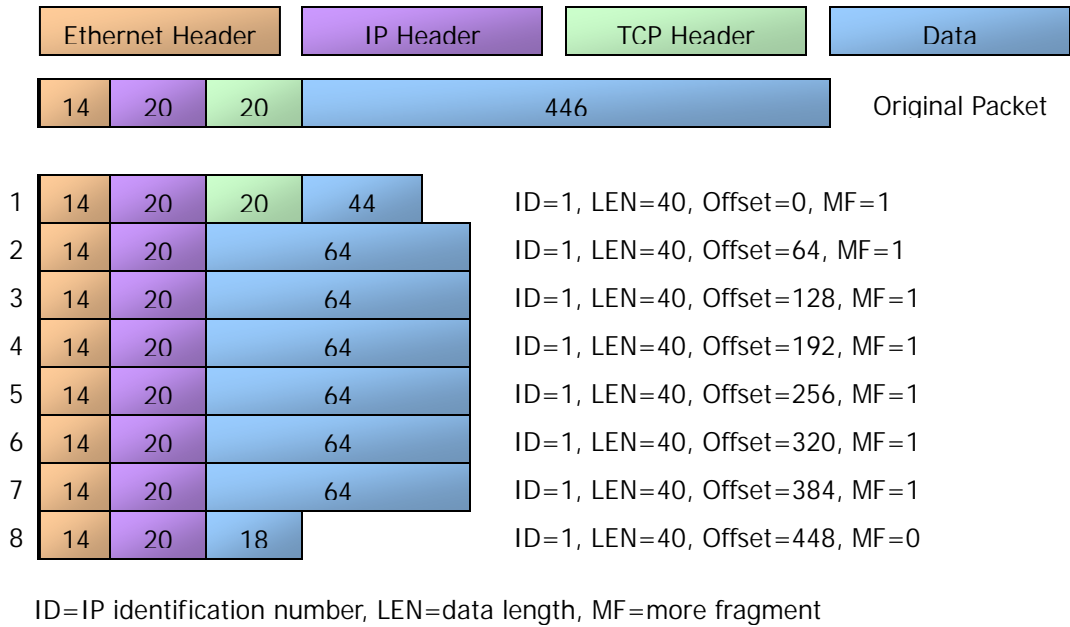 Ethernet Header IP Header TCP Header Data
14 20 20 446 Original Packet
1 14 20 20 44 ID=1, LEN=40, Offset=0, MF=1
2 14 20 64 ID=1, LEN=40, Offset=64, MF=1
3 14 20 64 ID=1, LEN=40, Offset=128, MF=1
4 14 20 64 ID=1, LEN=40, Offset=192, MF=1
5 14 20 64 ID=1, LEN=40, Offset=256, MF=1
6 14 20 64 ID=1, LEN=40, Offset=320, MF=1
7 14 20 64 ID=1, LEN=40, Offset=384, MF=1
8 14 20 18 ID=1, LEN=40, Offset=448, MF=0
ID=IP identification number, LEN=data length, MF=more fragment